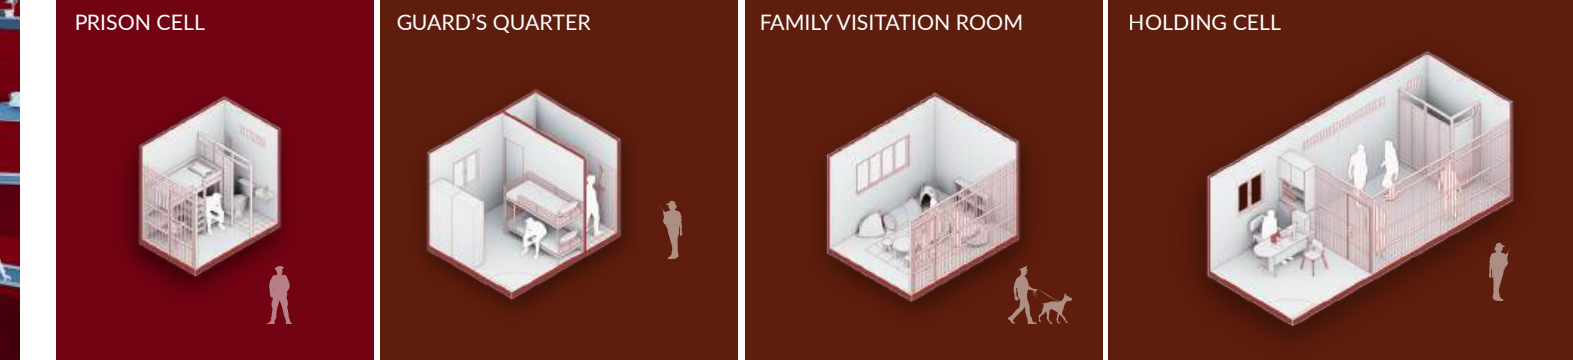 PRISON CELL
GUARD’S QUARTER
FAMILY VISITATION ROOM
HOLDING CELL